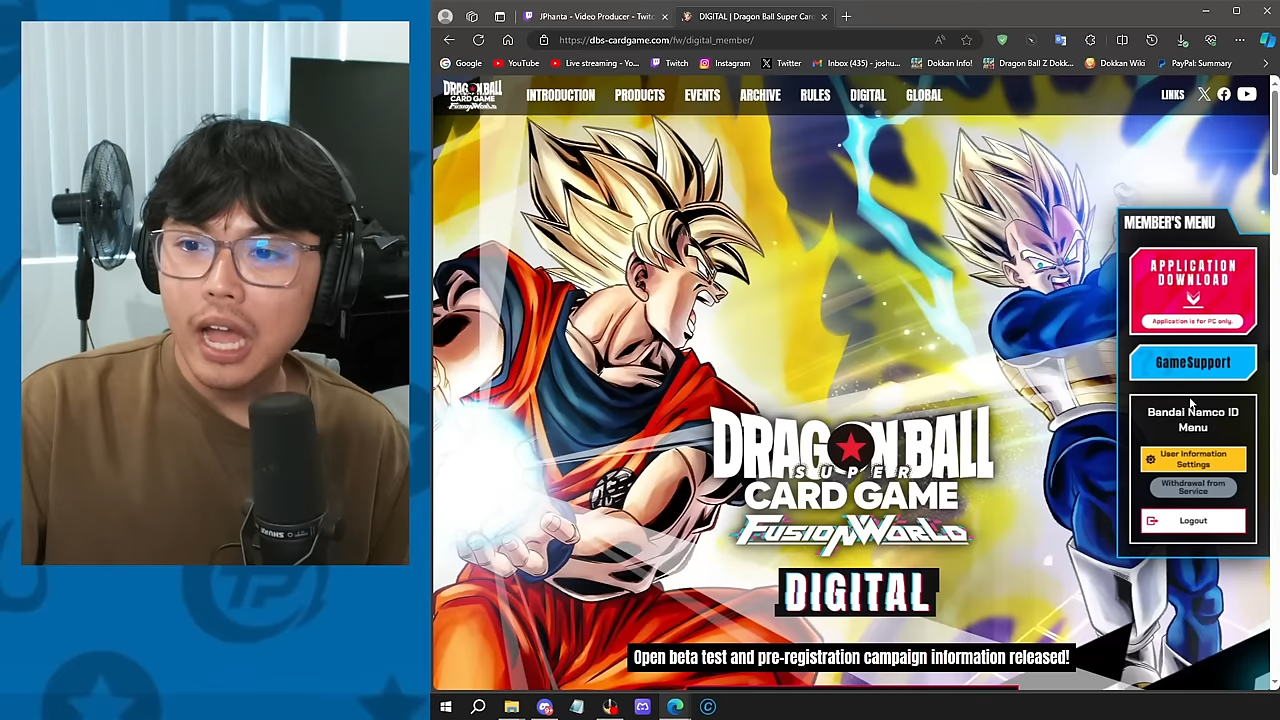 JPhanta - Video Producer - Twitc
DIGITAL | Dragon Ball Super Car
https://dbs-cardgame.com/fw/digital_member/
Google
YouTube
Live streaming - Yo...
Twitch
Instagram
Twitter
Inbox (435) - joshu...
Dokkan Info!
Dragon Ball Z Dokk...
Dokkan Wiki
PayPal: Summary
DRAGON BALL
CARD GAME
FUSION WORLD
INTRODUCTION
PRODUCTS
EVENTS
ARCHIVE
RULES
DIGITAL
GLOBAL
LINKS
MEMBER'S MENU
APPLICATION
DOWNLOAD
Application is for PC only.
GameSupport
Bandai Namco ID
Menu
User Information
Settings
Withdrawal from
Service
Logout
DRAGON BALL
SUPER
CARD GAME
FUSION WORLD
DIGITAL
Open beta test and pre-registration campaign information released!
SHURE